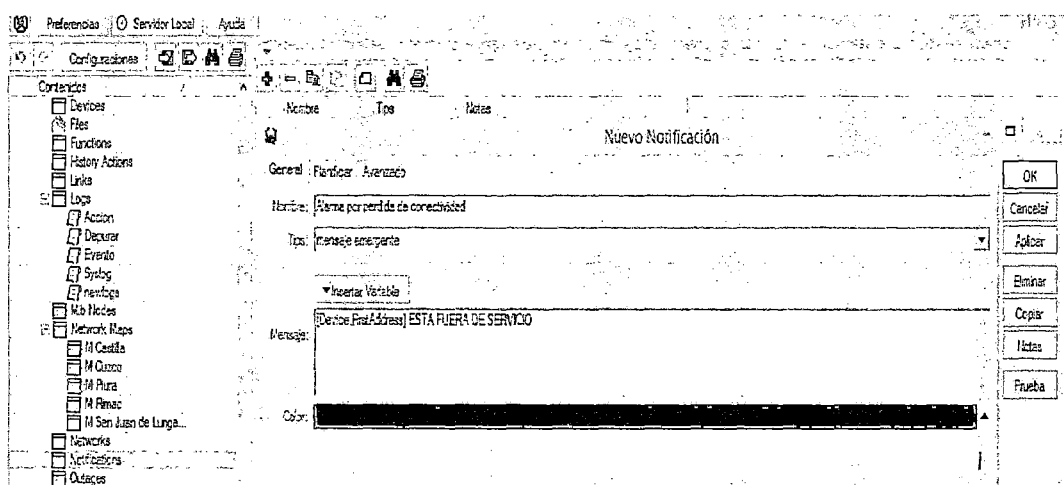 Preferencias Servidor Local Ayuda
Configuraciones
Contenidos
Devices
Files
Functions
History Actions
Links
Logs
Accion
Depurar
Evento
Syslog
newlogs
Mib Nodes
Network Maps
M Castilla
M Cuzco
M Piura
M Rimac
M San Juan de Luriga...
Networks
Notifications
Outages
Nombre Tipo Notas
Nuevo Notificación
General Planificar Avanzado
Nombre: Alarma por perdida de conectividad
Tipo: mensaje emergente
Insertar Variable
Mensaje: [Device.FirstAddress] ESTA FUERA DE SERVICIO
Color:
OK
Cancelar
Aplicar
Eliminar
Copiar
Notas
Prueba